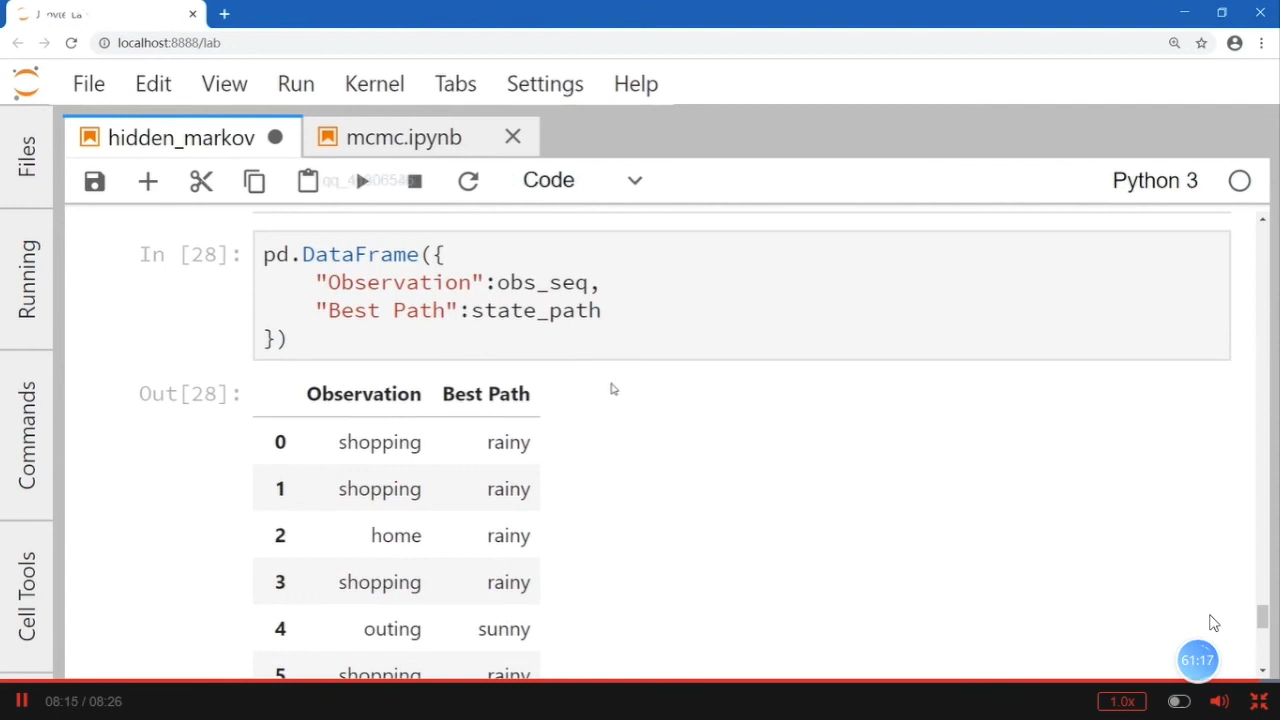 localhost:8888/lab
File Edit View Run Kernel Tabs Settings Help
hidden_markov mcmc.ipynb
Code Python 3
Files
Running
Commands
Cell Tools
In [28]: pd.DataFrame({
"Observation":obs_seq,
"Best Path":state_path
})
Out[28]: Observation Best Path
0 shopping rainy
1 shopping rainy
2 home rainy
3 shopping rainy
4 outing sunny
5 shopping rainy
61:17
08:15 / 08:26 1.0x